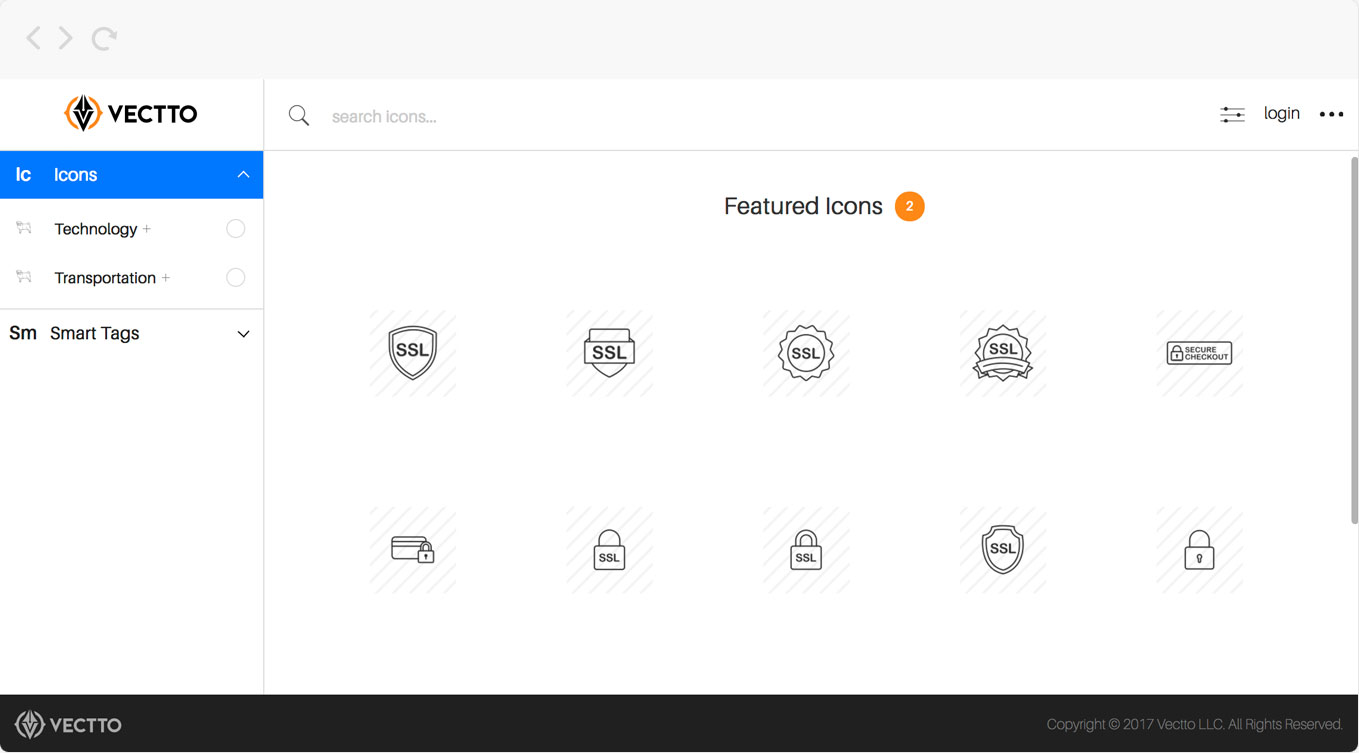 VECTTO
search icons...
login
Ic Icons
Technology +
Transportation +
Sm Smart Tags
Featured Icons 2
SSL
SSL
SSL
SSL
SECURE
CHECKOUT
SSL
SSL
SSL
VECTTO
Copyright © 2017 Vectto LLC. All Rights Reserved.